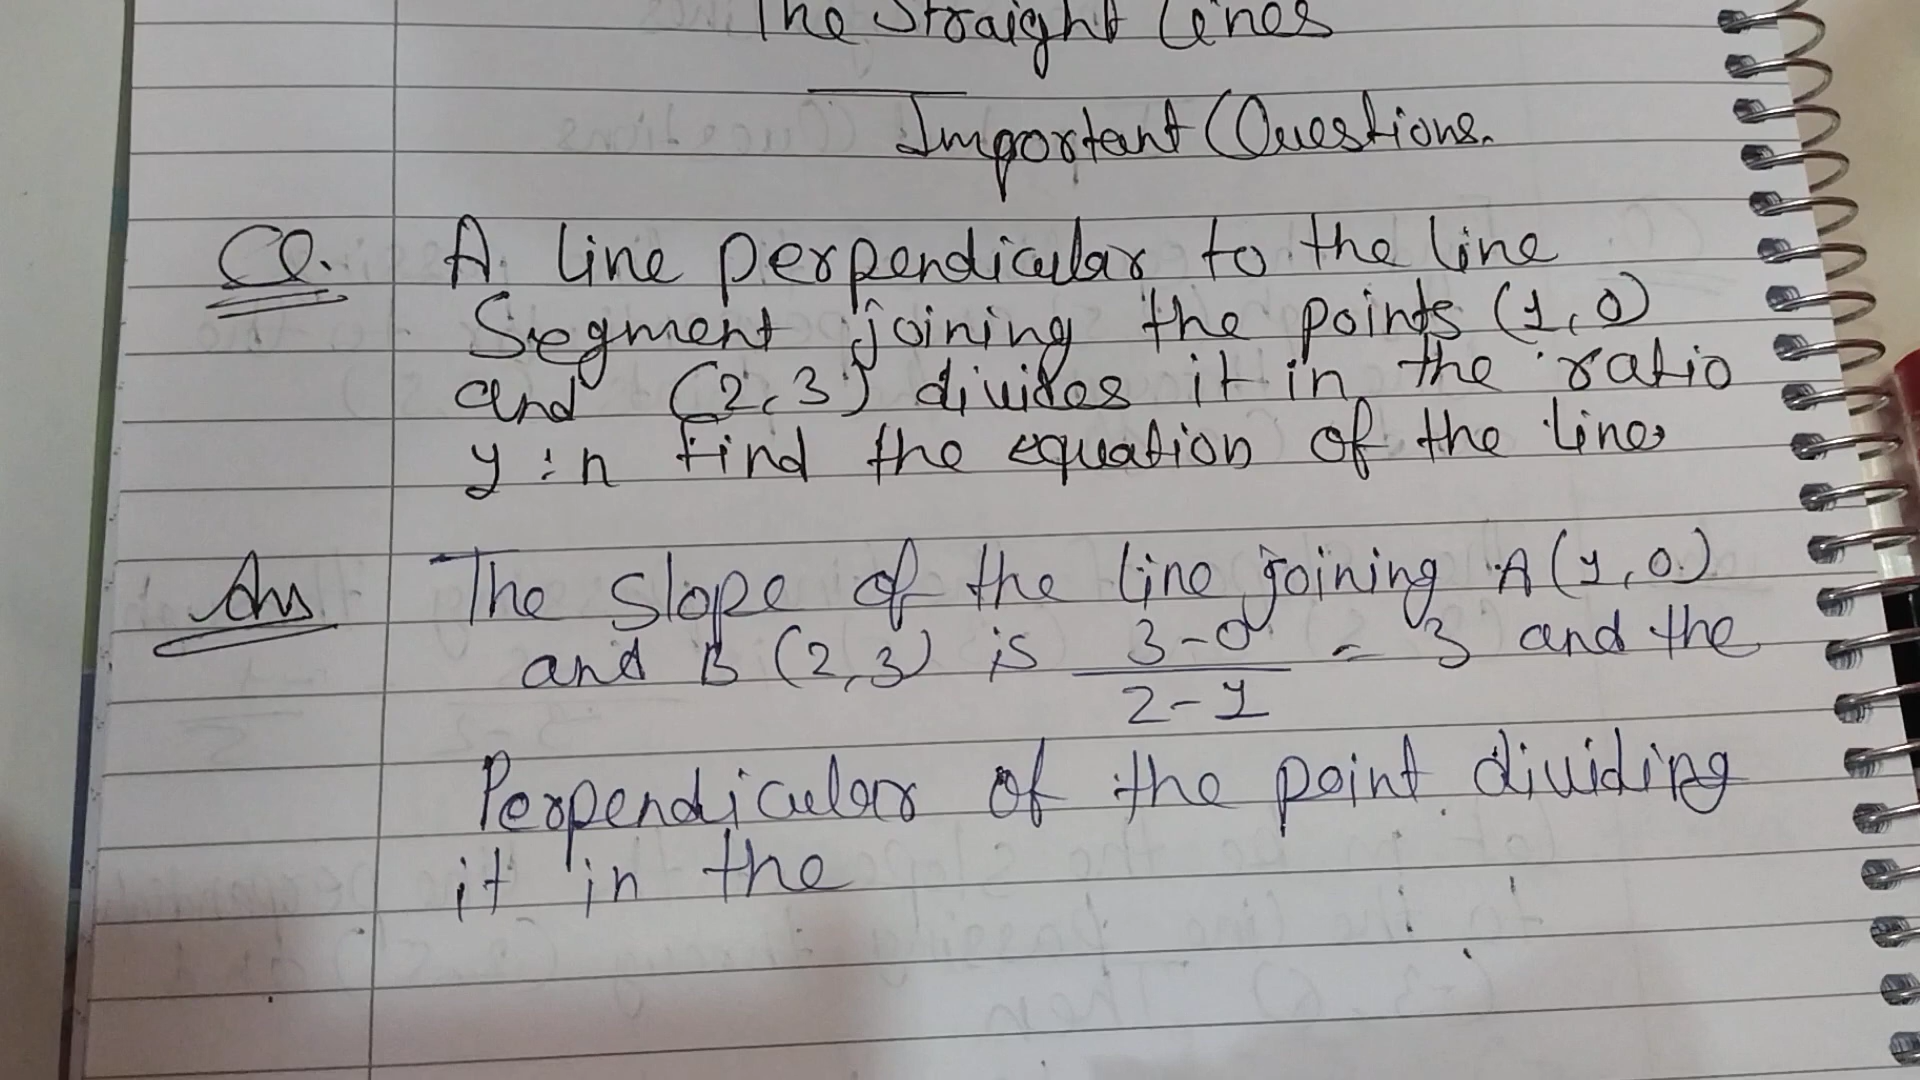 The Straight Lines
Important Questions.
Q. A line perpendicular to the line
Segment joining the points (1,0)
and (2,3) divides it in the ratio
1:n find the equation of the line,
Ans The slope of the line joining A(1,0)
and B(2,3) is 3-0/2-1 = 3 and the
Perpendicular of the point dividing
it in the